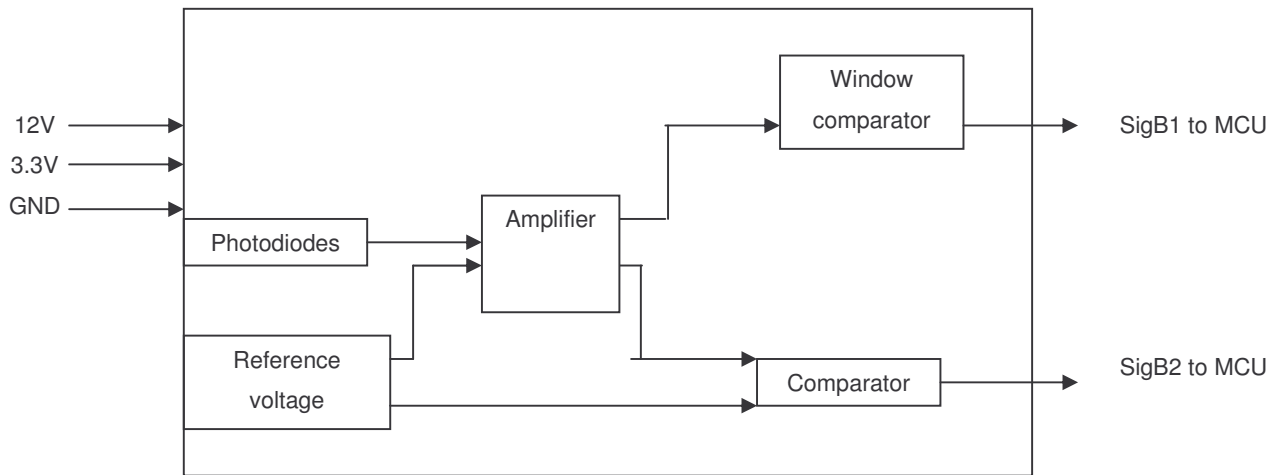 Window
comparator
12V
SigB1 to MCU
3.3V
GND
Amplifier
Photodiodes
Reference
voltage
SigB2 to MCU
Comparator